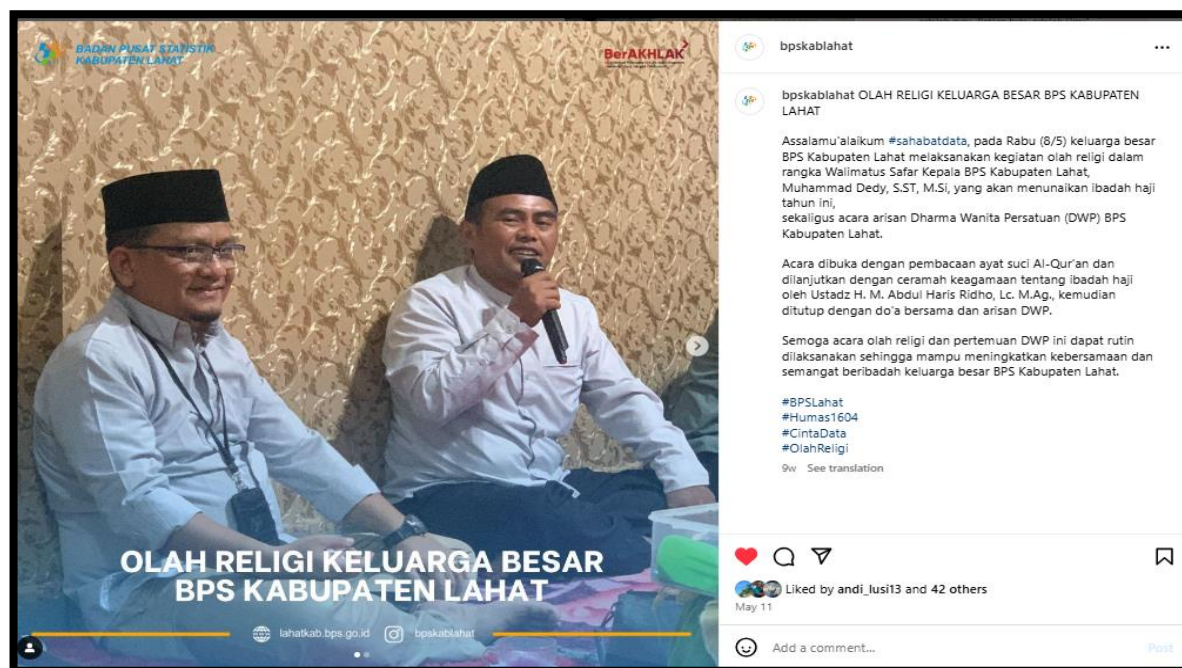 BADAN PUSAT STATISTIK
KABUPATEN LAHAT
BerAKHLAK
OLAH RELIGI KELUARGA BESAR
BPS KABUPATEN LAHAT
lahatkab.bps.go.id
bpskablahat
bpskablahat
bpskablahat OLAH RELIGI KELUARGA BESAR BPS KABUPATEN
LAHAT
Assalamu'alaikum #sahabatdata, pada Rabu (8/5) keluarga besar
BPS Kabupaten Lahat melaksanakan kegiatan olah religi dalam
rangka Walimatus Safar Kepala BPS Kabupaten Lahat,
Muhammad Dedy, S.ST, M.Si, yang akan menunaikan ibadah haji
tahun ini,
sekaligus acara arisan Dharma Wanita Persatuan (DWP) BPS
Kabupaten Lahat.
Acara dibuka dengan pembacaan ayat suci Al-Qur'an dan
dilanjutkan dengan ceramah keagamaan tentang ibadah haji
oleh Ustadz H. M. Abdul Haris Ridho, Lc. M.Ag., kemudian
ditutup dengan do'a bersama dan arisan DWP.
Semoga acara olah religi dan pertemuan DWP ini dapat rutin
dilaksanakan sehingga mampu meningkatkan kebersamaan dan
semangat beribadah keluarga besar BPS Kabupaten Lahat.
#BPSLahat
#Humas1604
#CintaData
#OlahReligi
9w See translation
Liked by andi_lusi13 and 42 others
May 11
Add a comment...
Post